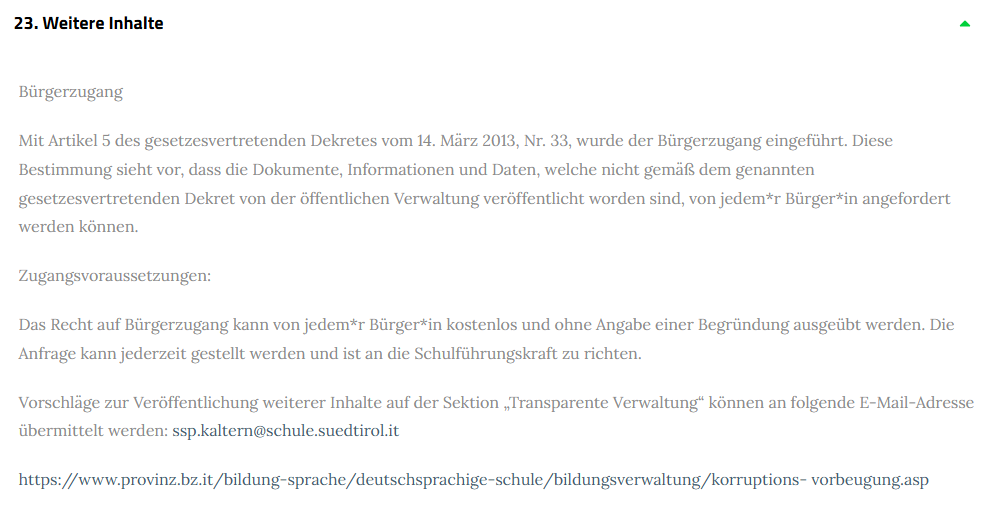 23. Weitere Inhalte
Bürgerzugang
Mit Artikel 5 des gesetzesvertretenden Dekretes vom 14. März 2013, Nr. 33, wurde der Bürgerzugang eingeführt. Diese
Bestimmung sieht vor, dass die Dokumente, Informationen und Daten, welche nicht gemäß dem genannten
gesetzesvertretenden Dekret von der öffentlichen Verwaltung veröffentlicht worden sind, von jedem*r Bürger*in angefordert
werden können.
Zugangsvoraussetzungen:
Das Recht auf Bürgerzugang kann von jedem*r Bürger*in kostenlos und ohne Angabe einer Begründung ausgeübt werden. Die
Anfrage kann jederzeit gestellt werden und ist an die Schulführungskraft zu richten.
Vorschläge zur Veröffentlichung weiterer Inhalte auf der Sektion „Transparente Verwaltung“ können an folgende E-Mail-Adresse
übermittelt werden: ssp.kaltern@schule.suedtirol.it
https://www.provinz.bz.it/bildung-sprache/deutschsprachige-schule/bildungsverwaltung/korruptions- vorbeugung.asp